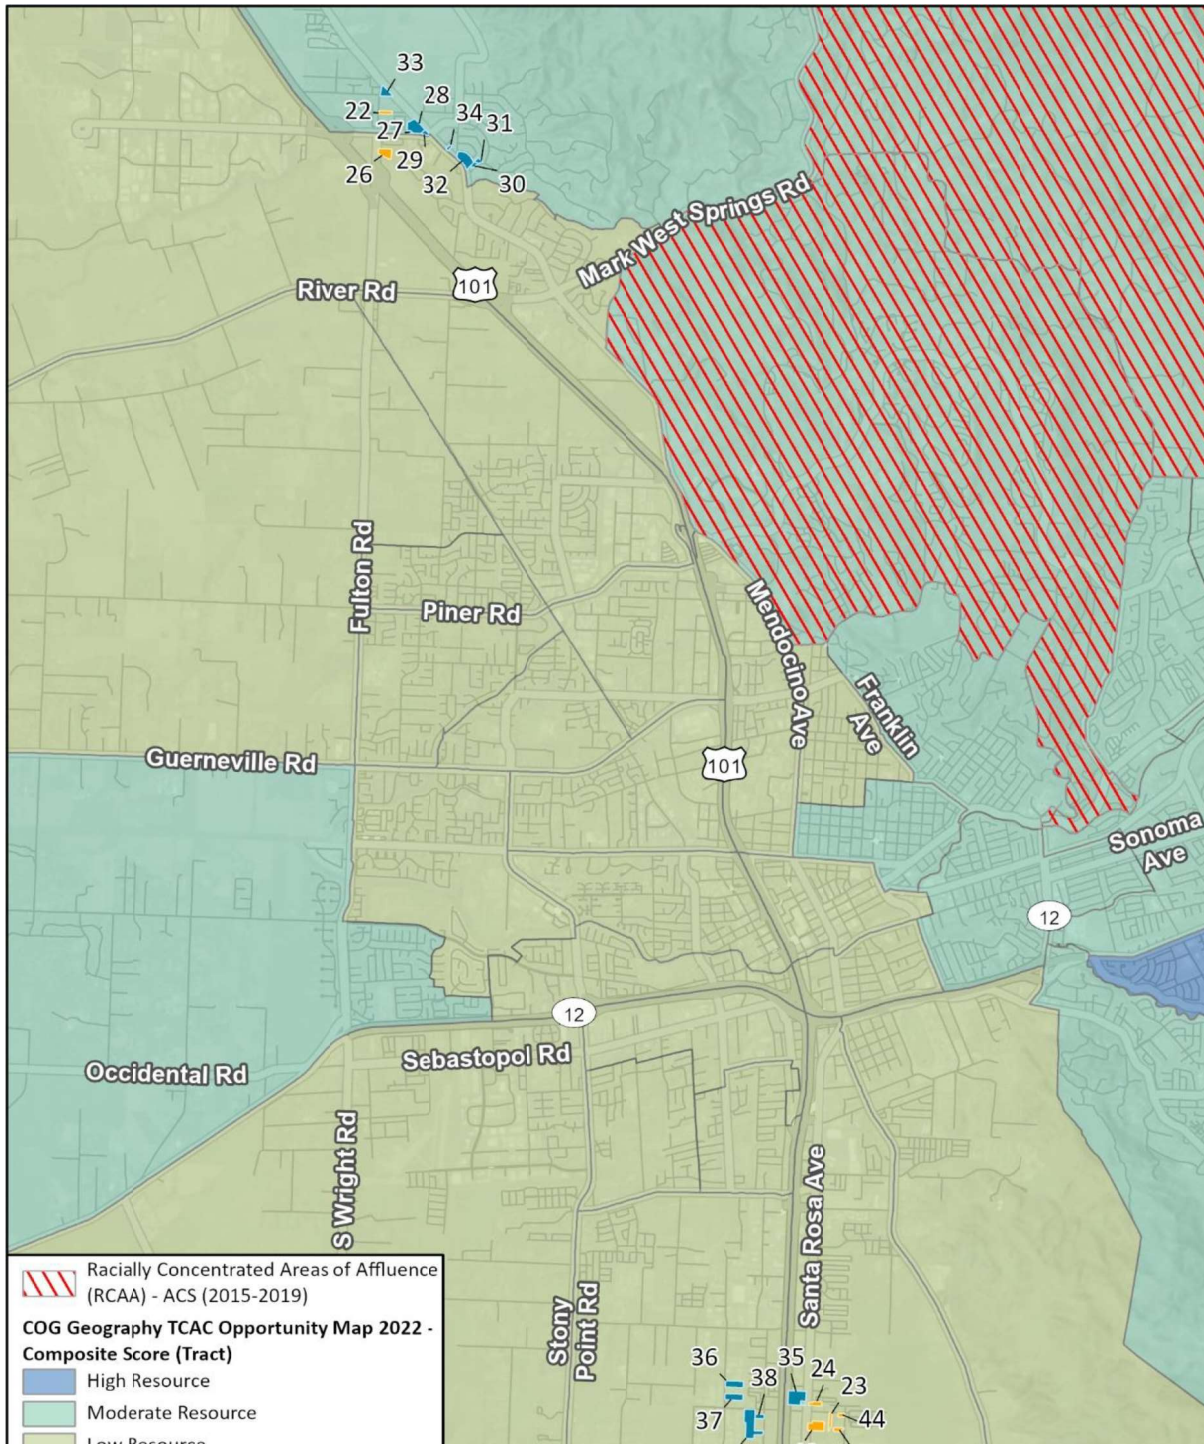 33
28
22
34
31
27
29
26
32
30
Mark West Springs Rd
River Rd
101
Fulton Rd
Piner Rd
Mendocino Ave
Franklin
Ave
Guerneville Rd
101
Sonoma
Ave
12
12
Sebastopol Rd
Occidental Rd
S Wright Rd
Santa Rosa Ave
Stony
Point Rd
Racially Concentrated Areas of Affluence
(RCAA) - ACS (2015-2019)
COG Geography TCAC Opportunity Map 2022 -
Composite Score (Tract)
High Resource
Moderate Resource
Low Resource
36
35
38
24
23
37
44